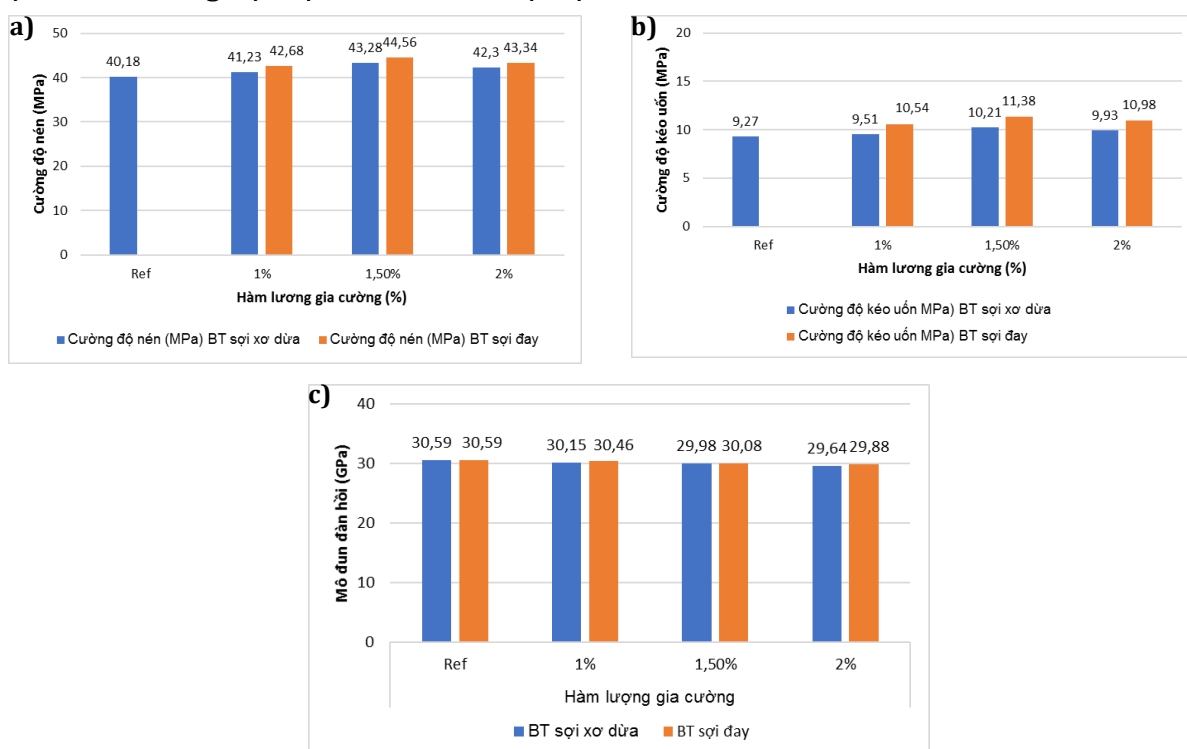 a)
50
40
30
20
10
0
Cường độ nén (MPa)
40,18
41,23 42,68
43,28 44,56
42,3 43,34
Ref 1% 1,50% 2%
Hàm lương gia cường (%)
Cường độ nén (MPa) BT sợi xơ dừa Cường độ nén (MPa) BT sợi đay
b)
20
15
10
5
0
Cường độ kéo uốn (MPa)
9,27
9,51 10,54
10,21 11,38
9,93 10,98
Ref 1% 1,50% 2%
Hàm lương gia cường (%)
Cường độ kéo uốn MPa) BT sợi xơ dừa
Cường độ kéo uốn MPa) BT sợi đay
c)
40
30
20
10
0
Mô đun đàn hồi (GPa)
30,59 30,59
30,15 30,46
29,98 30,08
29,64 29,88
Ref 1% 1,50% 2%
Hàm lượng gia cường
BT sợi xơ dừa BT sợi đay